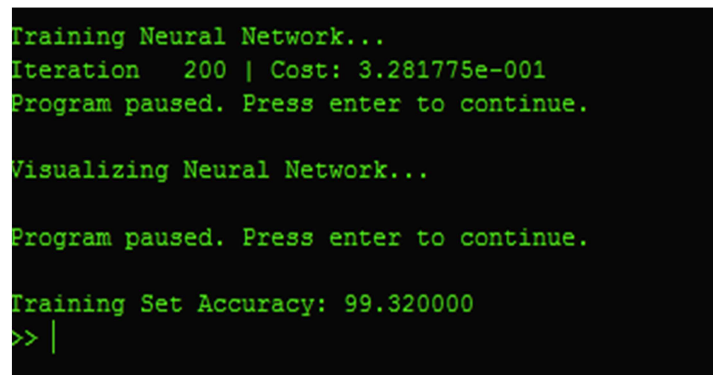 Training Neural Network...
Iteration   200 | Cost: 3.281775e-001
Program paused. Press enter to continue.
Visualizing Neural Network...
Program paused. Press enter to continue.
Training Set Accuracy: 99.320000
>> |